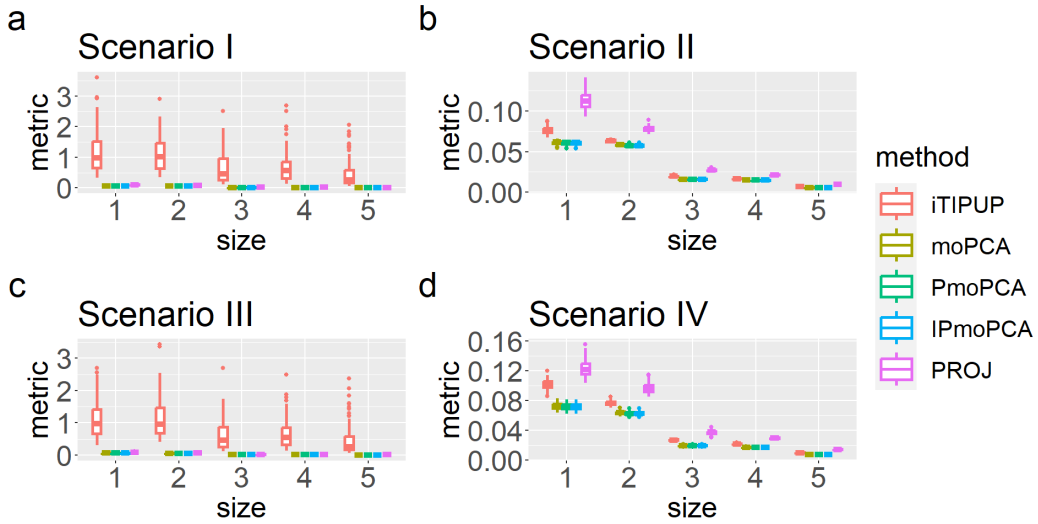 a
Scenario I
metric
3
2
1
0
1 2 3 4 5
size
b
Scenario II
metric
0.10
0.05
0.00
1 2 3 4 5
size
c
Scenario III
metric
3
2
1
0
1 2 3 4 5
size
d
Scenario IV
metric
0.16
0.12
0.08
0.04
0.00
1 2 3 4 5
size
method
iTIPUP
moPCA
PmoPCA
IPmoPCA
PROJ